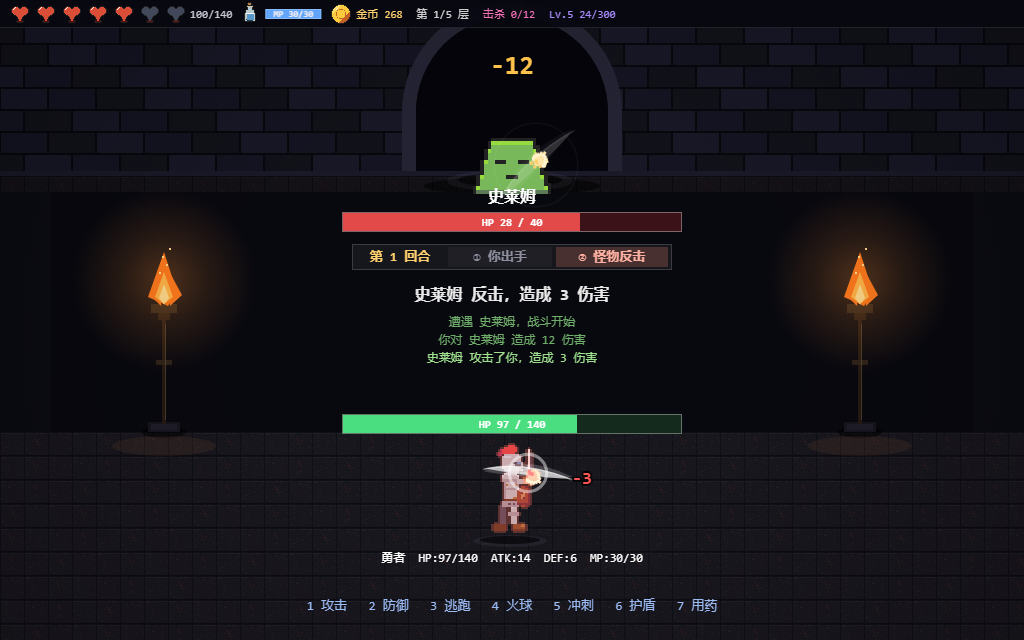 100/140 MP 30/30 金币 268 第 1/5 层 击杀 0/12 Lv.5 24/300
-12
史莱姆
HP 28 / 40
第 1 回合 ① 你出手 ② 怪物反击
史莱姆 反击，造成 3 伤害
遭遇 史莱姆，战斗开始
你对 史莱姆 造成 12 伤害
史莱姆 攻击了你，造成 3 伤害
HP 97 / 140
-3
勇者 HP:97/140 ATK:14 DEF:6 MP:30/30
1 攻击 2 防御 3 逃跑 4 火球 5 冲刺 6 护盾 7 用药